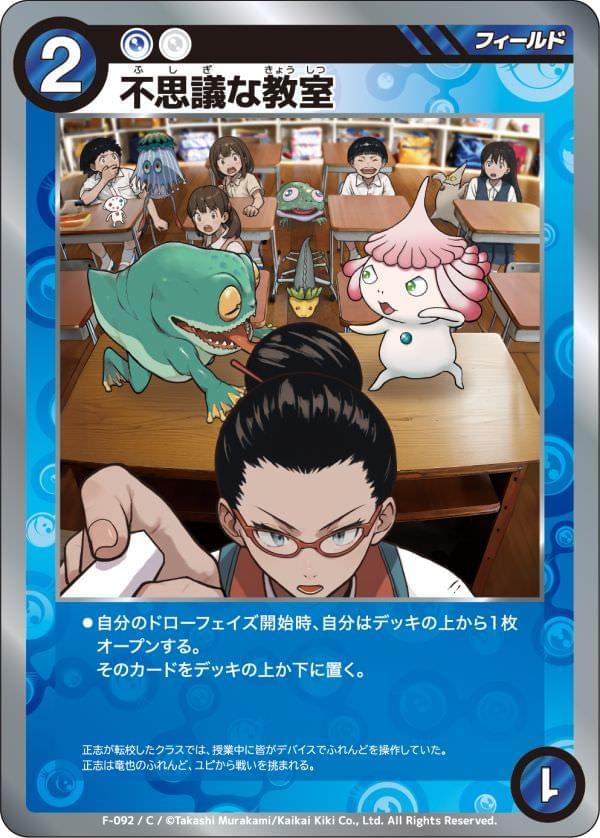 2
フィールド
ふしぎ きょうしつ
不思議な教室
●自分のドローフェイズ開始時、自分はデッキの上から1枚
オープンする。
そのカードをデッキの上か下に置く。
正志が転校したクラスでは、授業中に皆がデバイスでふれんどを操作していた。
正志は竜也のふれんど、ユピから戦いを挑まれる。
1
F-092 / C / ©Takashi Murakami/Kaikai Kiki Co., Ltd. All Rights Reserved.